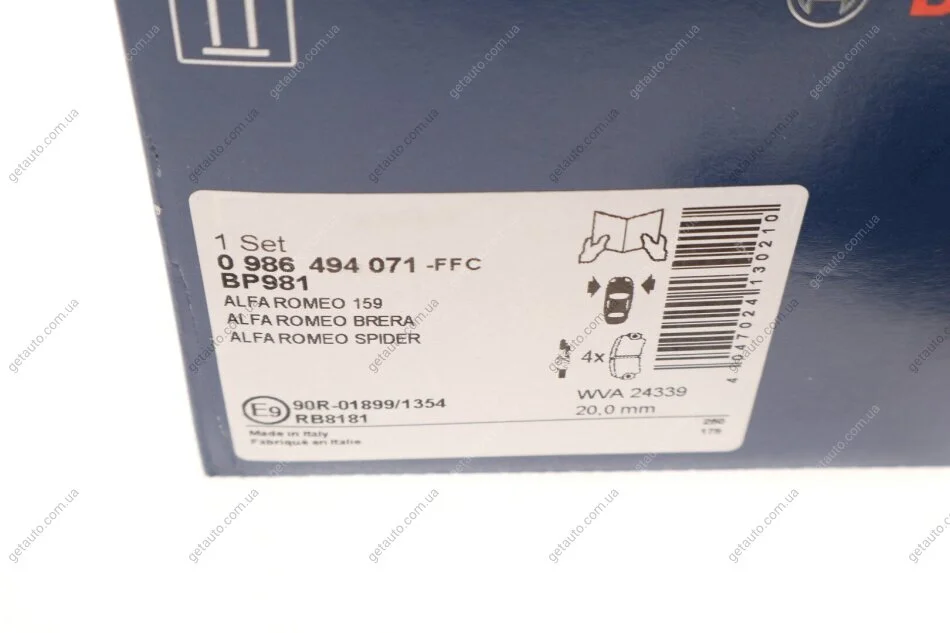 1 Set
0 986 494 071 -FFC
BP981
ALFA ROMEO 159
ALFA ROMEO BRERA
ALFA ROMEO SPIDER
4x
4 047024 130210
WVA 24339
20,0 mm
E9 90R-01899/1354
RB8181
Made in Italy
Fabriqué en Italie
280
175
getauto.com.ua